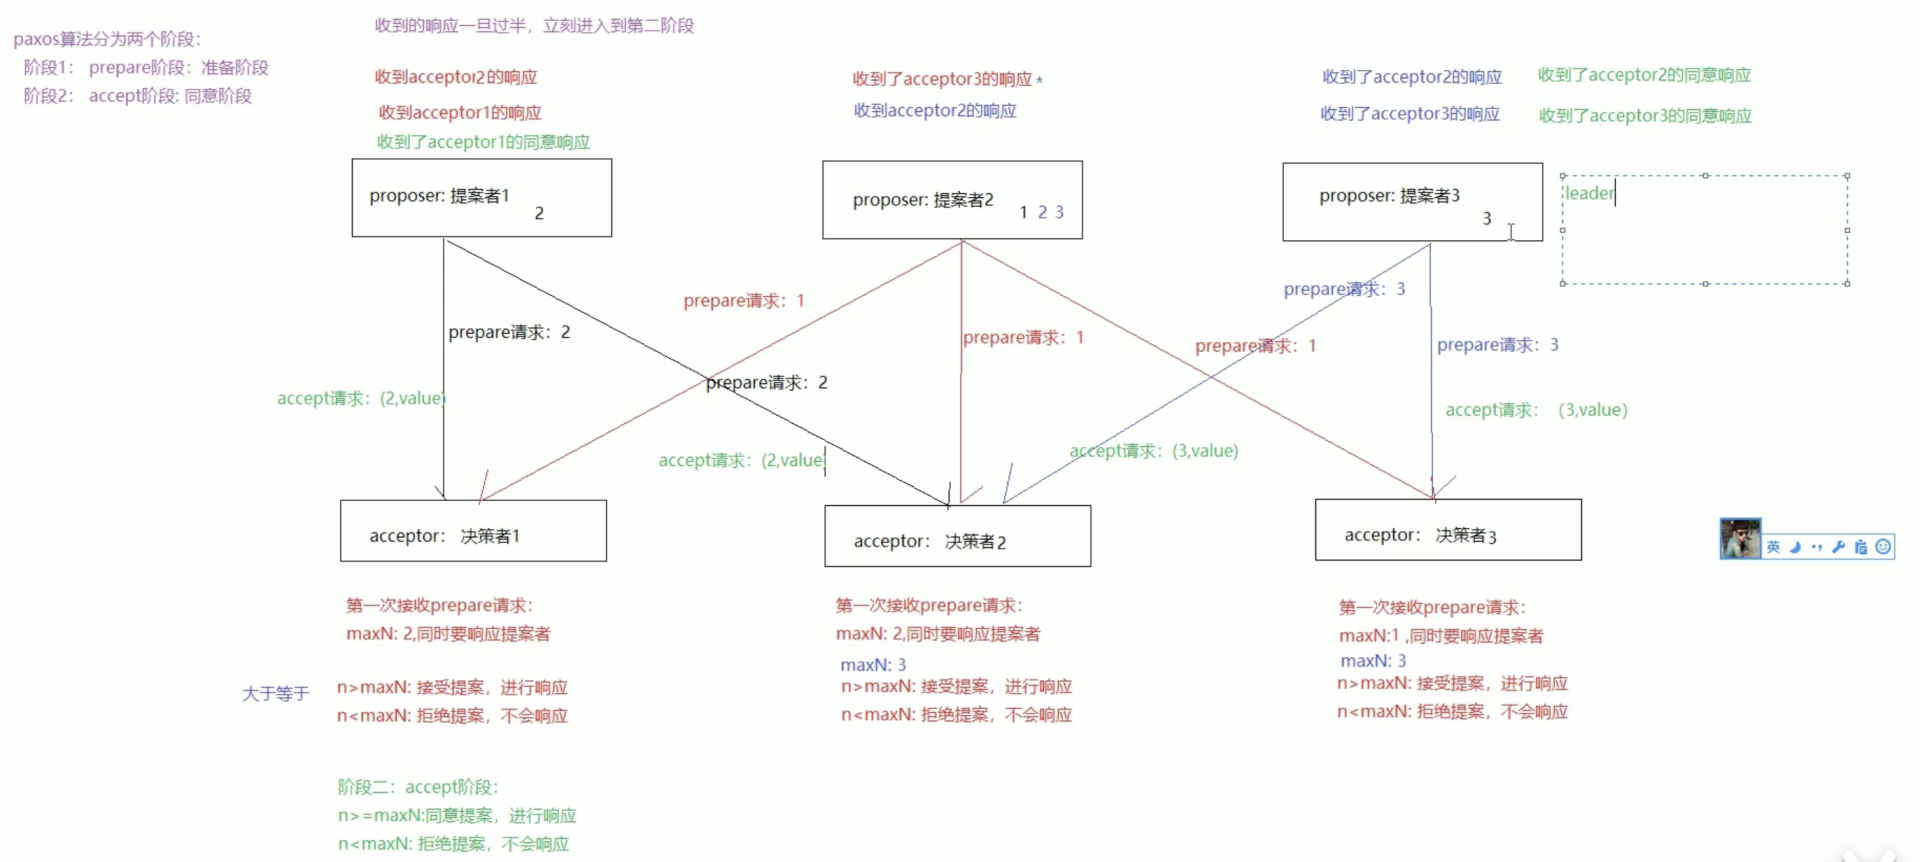 paxos算法分为两个阶段：
阶段1： prepare阶段：准备阶段
阶段2： accept阶段: 同意阶段
收到的响应一旦过半，立刻进入到第二阶段
收到acceptor2的响应
收到acceptor1的响应
收到了acceptor1的同意响应
收到了acceptor3的响应 *
收到acceptor2的响应
收到了acceptor2的响应
收到了acceptor3的响应
收到了acceptor2的同意响应
收到了acceptor3的同意响应
proposer: 提案者1
2
proposer: 提案者2
1 2 3
proposer: 提案者3
3
leader
prepare请求：1
prepare请求：3
prepare请求：2
prepare请求：1
prepare请求：1
prepare请求：3
prepare请求：2
accept请求：(2,value)
accept请求： （3,value）
accept请求：(2,value)
accept请求：(3,value)
acceptor： 决策者1
acceptor： 决策者2
acceptor： 决策者3
英
第一次接收prepare请求：
maxN: 2,同时要响应提案者
大于等于
n>maxN: 接受提案，进行响应
n<maxN: 拒绝提案，不会响应
第一次接收prepare请求：
maxN: 2,同时要响应提案者
maxN: 3
n>maxN: 接受提案，进行响应
n<maxN: 拒绝提案，不会响应
第一次接收prepare请求：
maxN:1 ,同时要响应提案者
maxN: 3
n>maxN: 接受提案，进行响应
n<maxN: 拒绝提案，不会响应
阶段二：accept阶段：
n>=maxN:同意提案，进行响应
n<maxN: 拒绝提案，不会响应